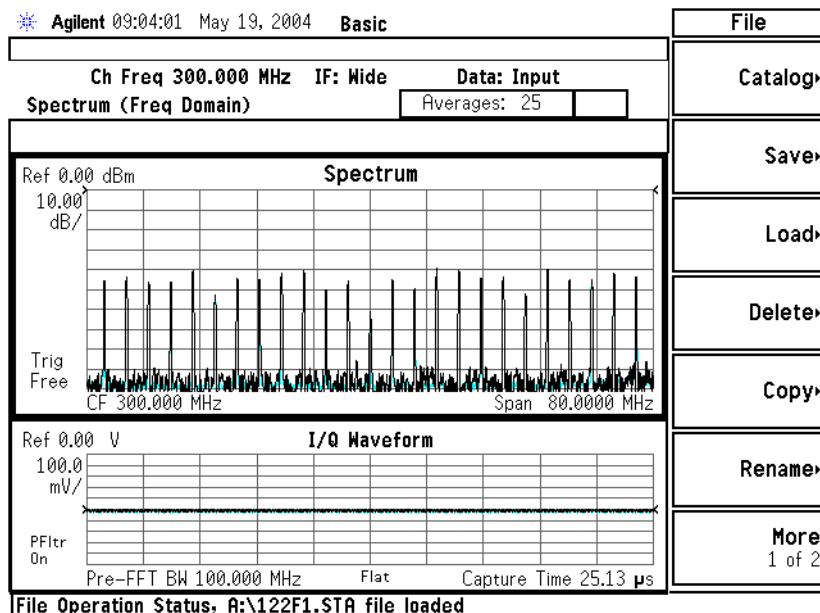 Agilent 09:04:01 May 19, 2004 Basic
File
Ch Freq 300.000 MHz IF: Wide Data: Input
Spectrum (Freq Domain) Averages: 25
Catalog
Save
Load
Delete
Copy
Rename
More
1 of 2
Ref 0.00 dBm Spectrum
10.00
dB/
Trig
Free
CF 300.000 MHz Span 80.0000 MHz
Ref 0.00 V I/Q Waveform
100.0
mV/
PFltr
On
Pre-FFT BW 100.000 MHz Flat Capture Time 25.13 µs
File Operation Status, A:\122F1.STA file loaded